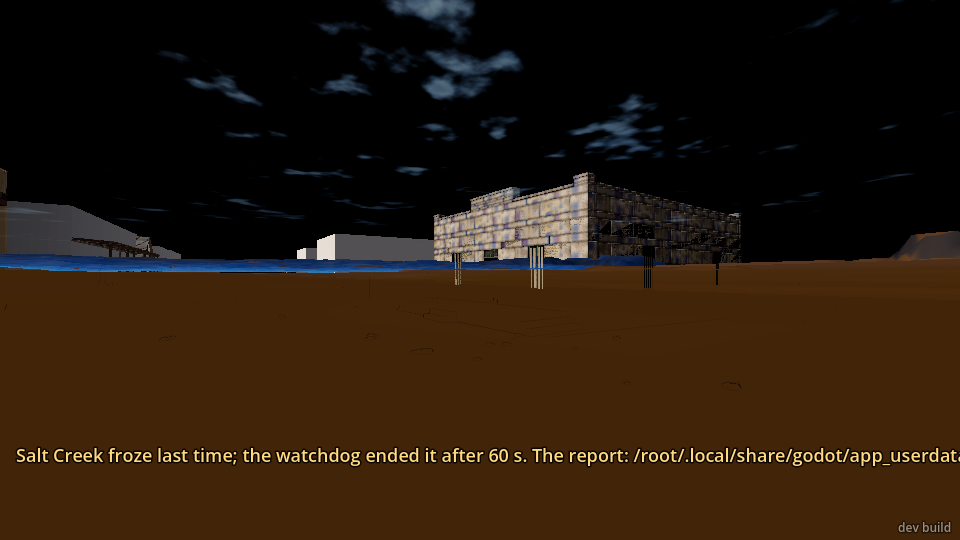 Salt Creek froze last time; the watchdog ended it after 60 s. The report: /root/.local/share/godot/app_userdata
dev build